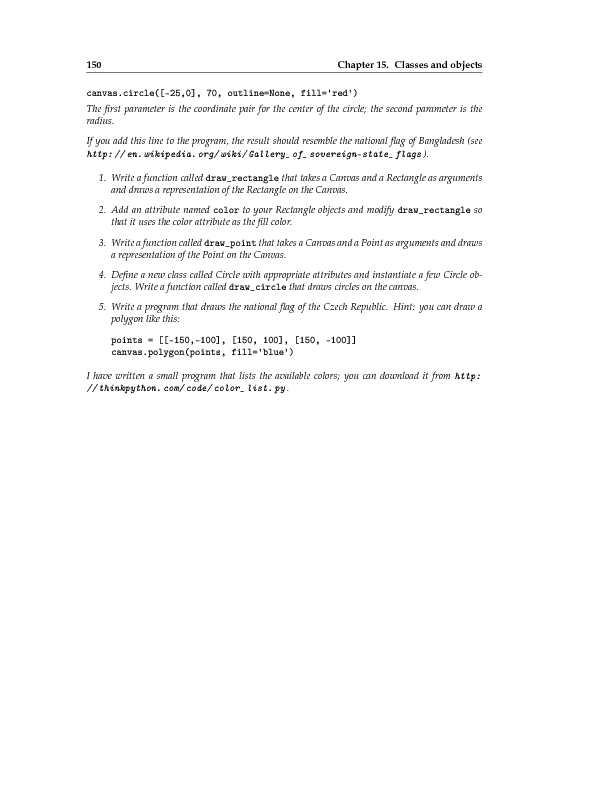 150 Chapter 15. Classes and objects
canvas.circle([-25,0], 70, outline=None, fill='red')
The first parameter is the coordinate pair for the center of the circle; the second parameter is the
radius.
If you add this line to the program, the result should resemble the national flag of Bangladesh (see
http://en.wikipedia.org/wiki/Gallery_of_sovereign-state_flags).
1. Write a function called draw_rectangle that takes a Canvas and a Rectangle as arguments
and draws a representation of the Rectangle on the Canvas.
2. Add an attribute named color to your Rectangle objects and modify draw_rectangle so
that it uses the color attribute as the fill color.
3. Write a function called draw_point that takes a Canvas and a Point as arguments and draws
a representation of the Point on the Canvas.
4. Define a new class called Circle with appropriate attributes and instantiate a few Circle ob-
jects. Write a function called draw_circle that draws circles on the canvas.
5. Write a program that draws the national flag of the Czech Republic. Hint: you can draw a
polygon like this:
points = [[-150,-100], [150, 100], [150, -100]]
canvas.polygon(points, fill='blue')
I have written a small program that lists the available colors; you can download it from http:
//thinkpython.com/code/color_list.py.